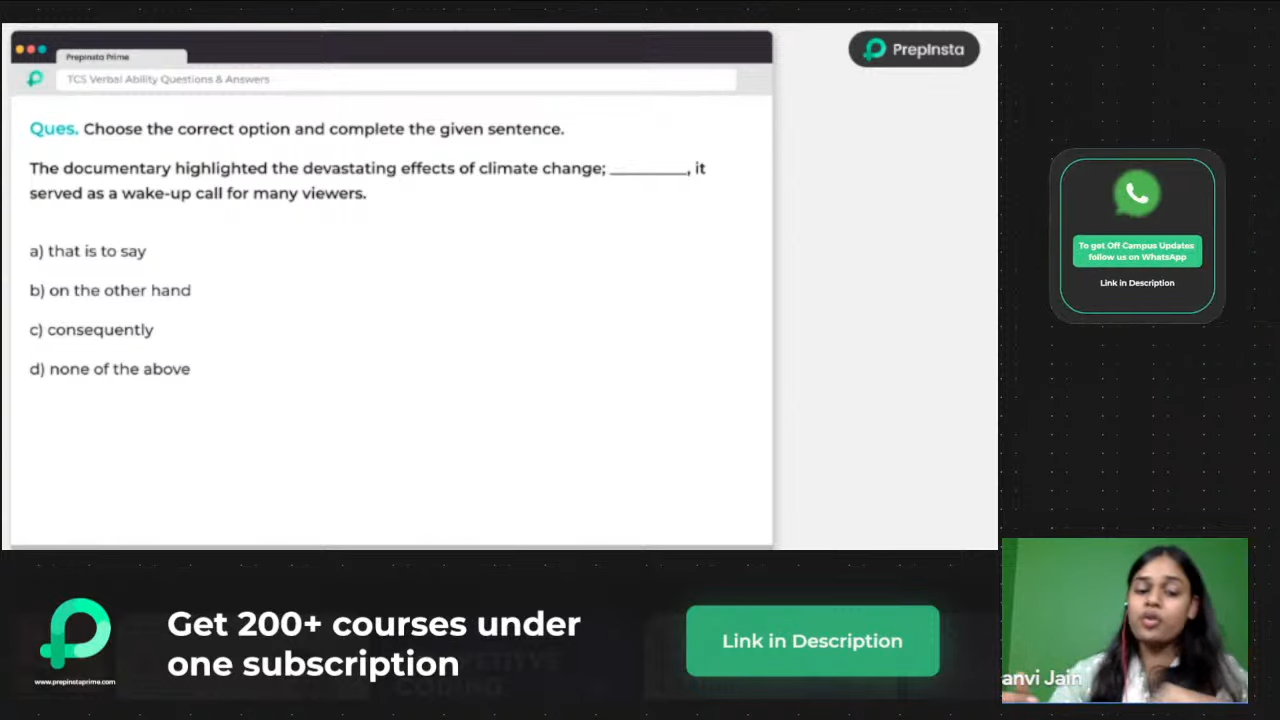 Prepinsta Prime
PrepInsta
TCS Verbal Ability Questions & Answers
Ques. Choose the correct option and complete the given sentence.
The documentary highlighted the devastating effects of climate change; _________, it
served as a wake-up call for many viewers.
a) that is to say
b) on the other hand
c) consequently
d) none of the above
To get Off Campus Updates
follow us on WhatsApp
Link in Description
Get 200+ courses under
one subscription
Link in Description
www.prepinstaprime.com
anvi Jain